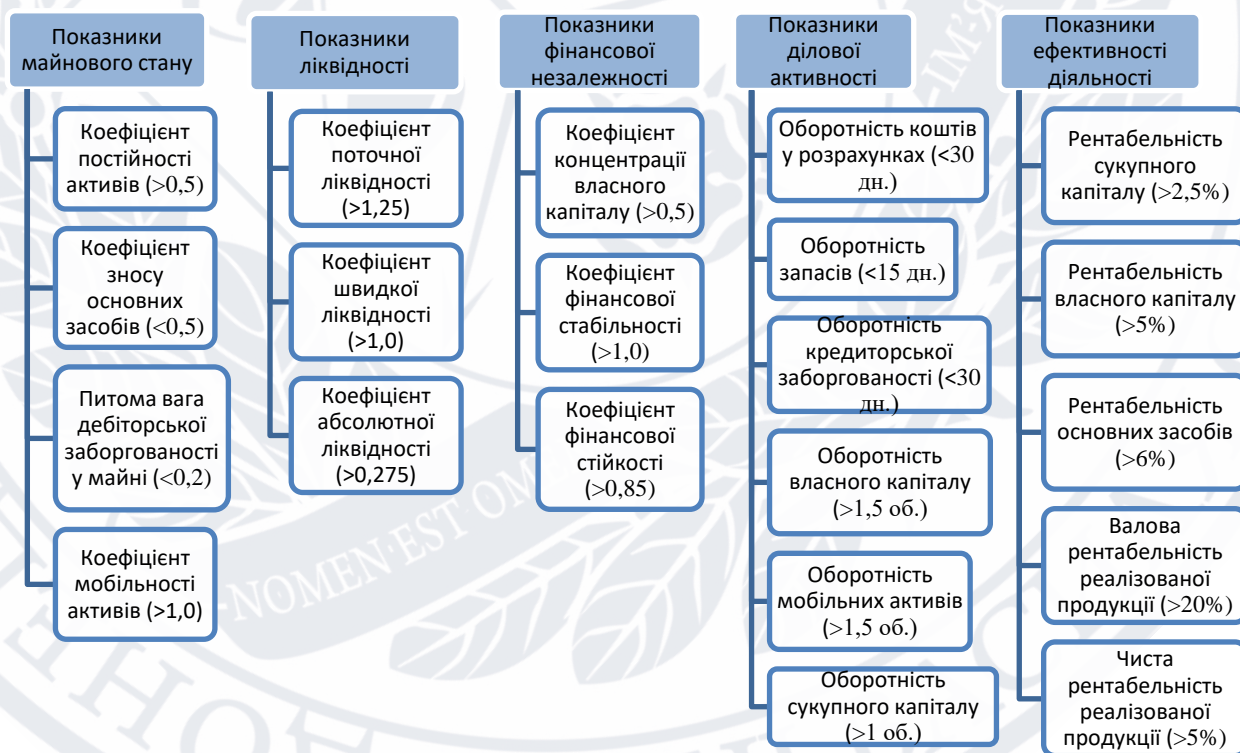 Показники
майнового стану
Коефіцієнт
постійності
активів (>0,5)
Коефіцієнт
зносу
основних
засобів (<0,5)
Питома вага
дебіторської
заборгованості
у майні (<0,2)
Коефіцієнт
мобільності
активів (>1,0)
Показники
ліквідності
Коефіцієнт
поточної
ліквідності
(>1,25)
Коефіцієнт
швидкої
ліквідності
(>1,0)
Коефіцієнт
абсолютної
ліквідності
(>0,275)
Показники
фінансової
незалежності
Коефіцієнт
концентрації
власного
капіталу (>0,5)
Коефіцієнт
фінансової
стабільності
(>1,0)
Коефіцієнт
фінансової
стійкості
(>0,85)
Показники
ділової
активності
Оборотність коштів
у розрахунках (<30
дн.)
Оборотність
запасів (<15 дн.)
Оборотність
кредиторської
заборгованості (<30
дн.)
Оборотність
власного капіталу
(>1,5 об.)
Оборотність
мобільних активів
(>1,5 об.)
Оборотність
сукупного капіталу
(>1 об.)
Показники
ефективності
діяльності
Рентабельність
сукупного
капіталу (>2,5%)
Рентабельність
власного капіталу
(>5%)
Рентабельність
основних засобів
(>6%)
Валова
рентабельність
реалізованої
продукції (>20%)
Чиста
рентабельність
реалізованої
продукції (>5%)
NOMEN·EST·OM
ІМ'Я